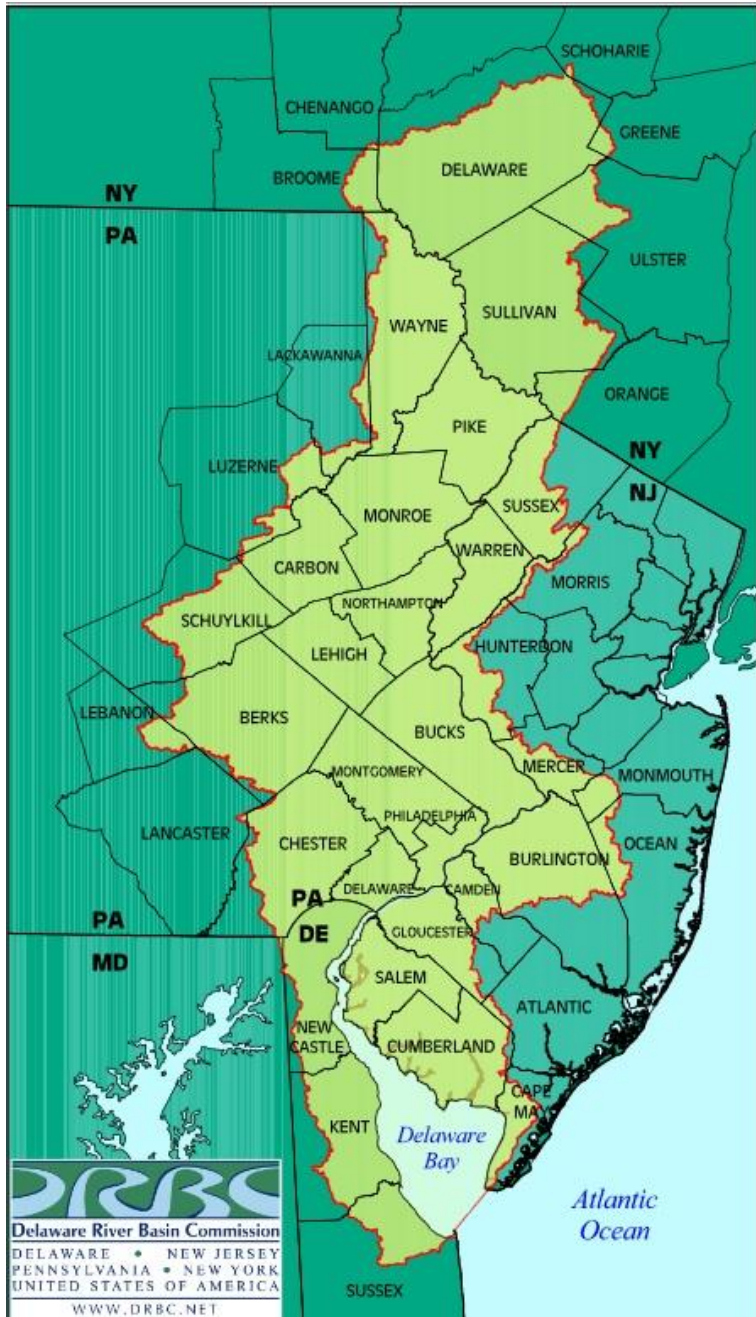 SCHOHARIE
CHENANGO
GREENE
DELAWARE
BROOME
NY
PA
ULSTER
SULLIVAN
WAYNE
LACKAWANNA
ORANGE
PIKE
NY
LUZERNE
NJ
SUSSEX
MONROE
WARREN
CARBON
MORRIS
NORTHAMPTON
SCHUYLKILL
HUNTERDON
LEHIGH
LEBANON
BERKS
BUCKS
MERCER
MONTGOMERY
MONMOUTH
PHILADELPHIA
LANCASTER
CHESTER
OCEAN
BURLINGTON
DELAWARE
CAMDEN
PA
PA
DE
GLOUCESTER
MD
SALEM
ATLANTIC
NEW
CASTLE
CUMBERLAND
CAPE
MAY
KENT
Delaware
Bay
Atlantic
Ocean
DRBC
Delaware River Basin Commission
DELAWARE • NEW JERSEY
PENNSYLVANIA • NEW YORK
UNITED STATES OF AMERICA
WWW.DRBC.NET
SUSSEX